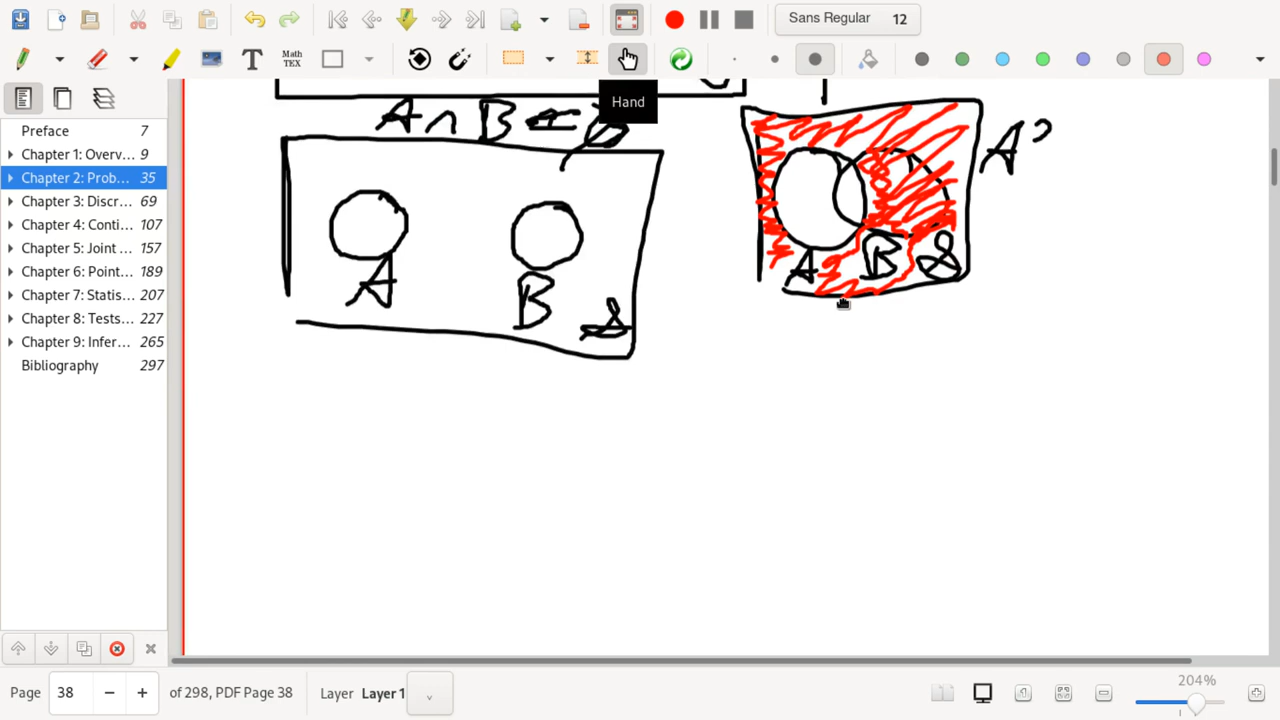 Sans Regular 12
Math
TEX
Hand
Preface 7
Chapter 1: Overv... 9
Chapter 2: Prob... 35
Chapter 3: Discr... 69
Chapter 4: Conti... 107
Chapter 5: Joint ... 157
Chapter 6: Point... 189
Chapter 7: Statis... 207
Chapter 8: Tests... 227
Chapter 9: Infer... 265
Bibliography 297
A ∩ B =
A'
A B S
A B S
Page 38 of 298, PDF Page 38 Layer Layer 1 204%